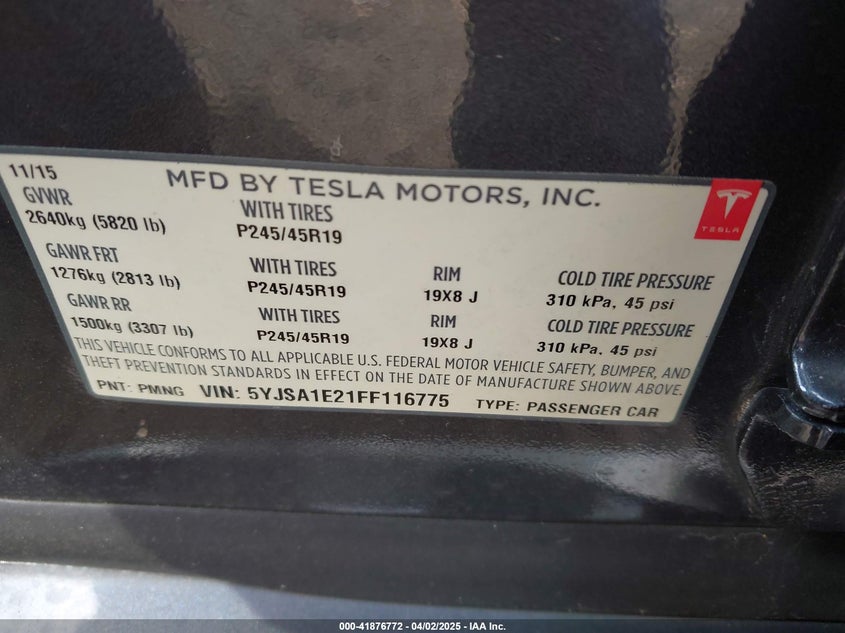 11/15 MFD BY TESLA MOTORS, INC.
GVWR WITH TIRES
2640kg (5820 lb) P245/45R19
TESLA
GAWR FRT WITH TIRES RIM COLD TIRE PRESSURE
1276kg (2813 lb) P245/45R19 19X8 J 310 kPa, 45 psi
GAWR RR WITH TIRES RIM COLD TIRE PRESSURE
1500kg (3307 lb) P245/45R19 19X8 J 310 kPa, 45 psi
THIS VEHICLE CONFORMS TO ALL APPLICABLE U.S. FEDERAL MOTOR VEHICLE SAFETY, BUMPER, AND
THEFT PREVENTION STANDARDS IN EFFECT ON THE DATE OF MANUFACTURE SHOWN ABOVE.
PNT: PMNG VIN: 5YJSA1E21FF116775 TYPE: PASSENGER CAR
000-41876772 - 04/02/2025 - IAA Inc.